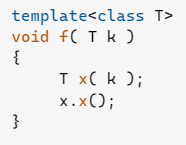 template<class T>
void f( T k )
{
     T x( k );
     x.x();
}